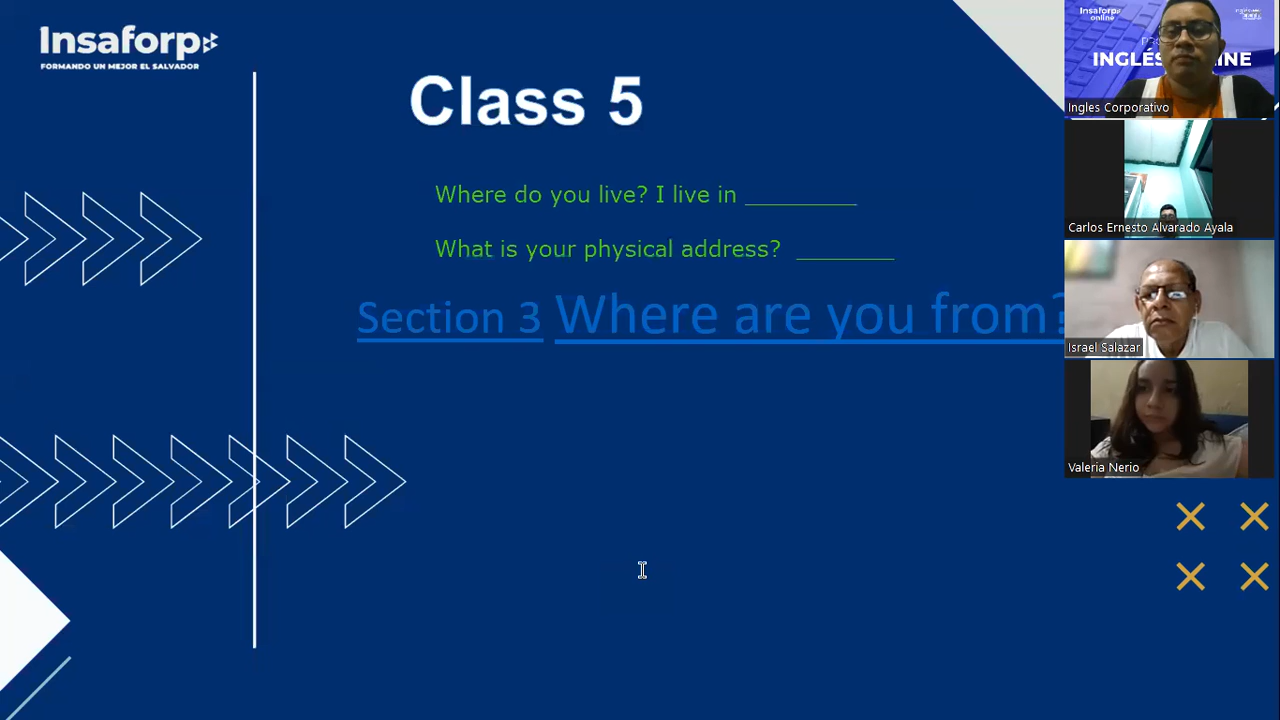 Insaforp
FORMANDO UN MEJOR EL SALVADOR
Class 5
Where do you live? I live in _________
What is your physical address? ________
Section 3 Where are you from?
Insaforp
online
INGLÉS
INE
Ingles Corporativo
Carlos Ernesto Alvarado Ayala
Israel Salazar
Valeria Nerio